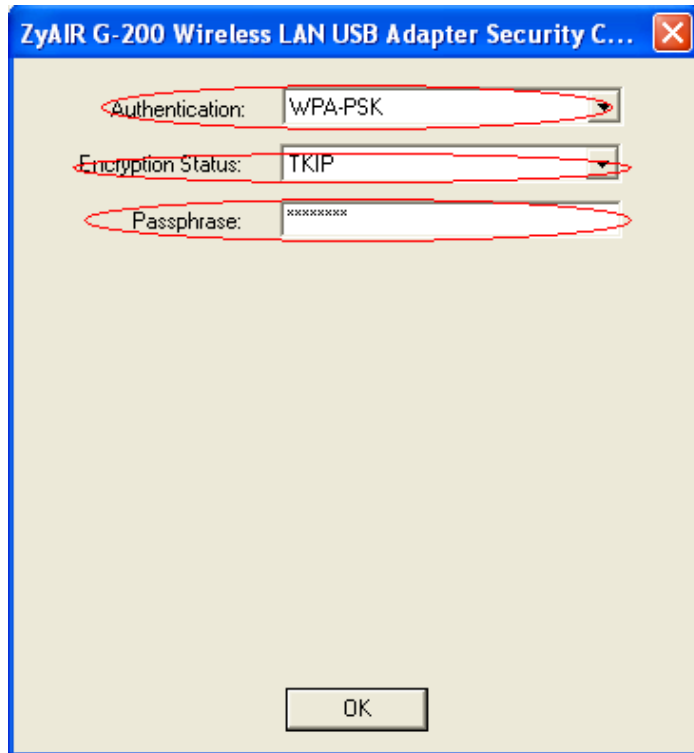 ZyAIR G-200 Wireless LAN USB Adapter Security C...
Authentication: WPA-PSK
Encryption Status: TKIP
Passphrase: ********
OK